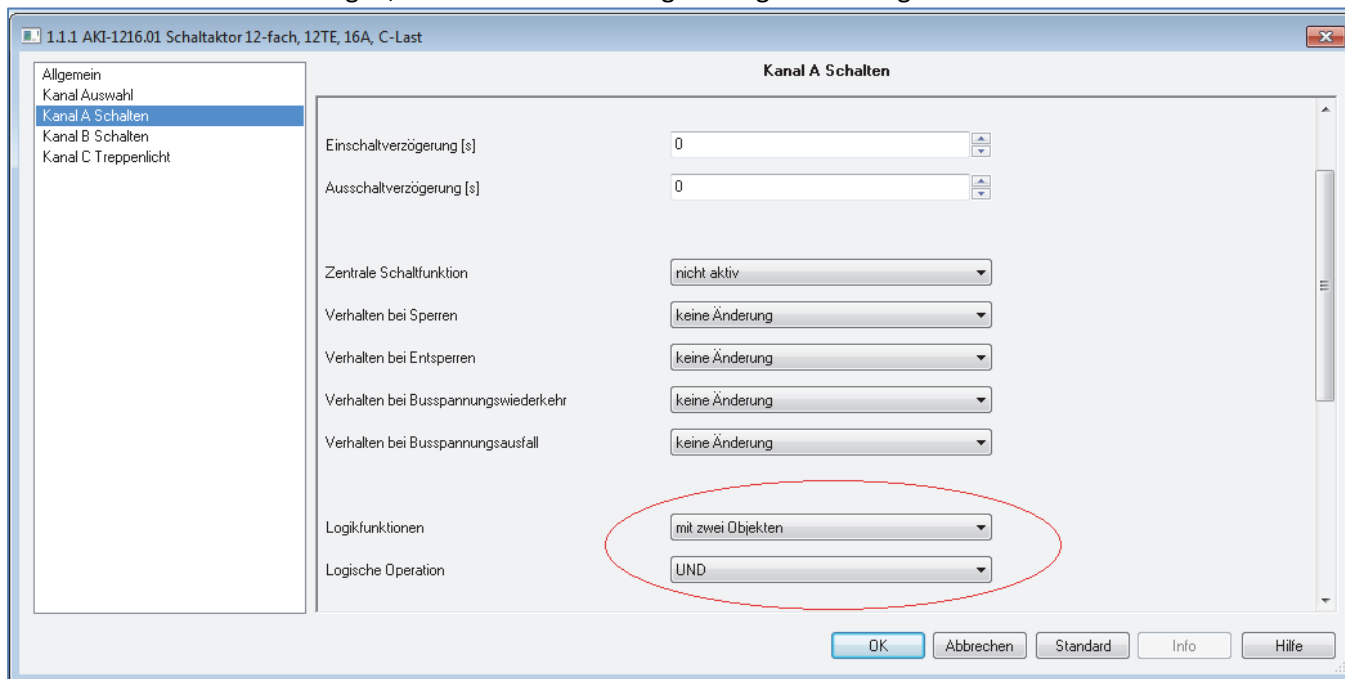 1.1.1 AKI-1216.01 Schaltaktor 12-fach, 12TE, 16A, C-Last
Allgemein
Kanal Auswahl
Kanal A Schalten
Kanal B Schalten
Kanal C Treppenlicht
Kanal A Schalten
Einschaltverzögerung [s] 0
Ausschaltverzögerung [s] 0
Zentrale Schaltfunktion nicht aktiv
Verhalten bei Sperren keine Änderung
Verhalten bei Entsperren keine Änderung
Verhalten bei Busspannungswiederkehr keine Änderung
Verhalten bei Busspannungsausfall keine Änderung
Logikfunktionen mit zwei Objekten
Logische Operation UND
OK Abbrechen Standard Info Hilfe